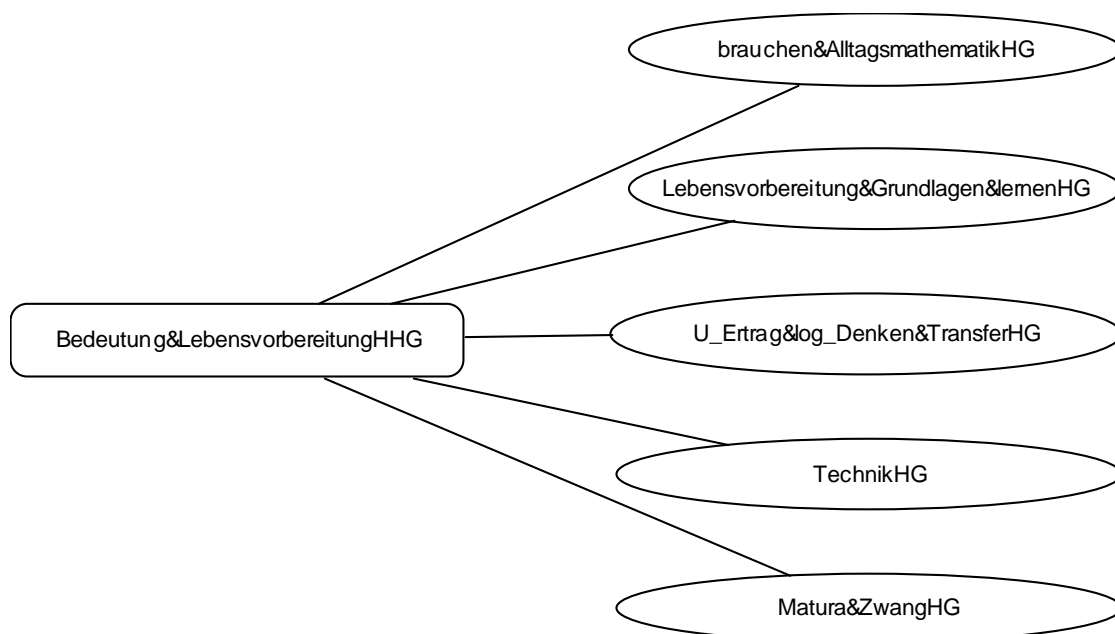 brauchen&AlltagsmathematikHG
Lebensvorbereitung&Grundlagen&lernenHG
Bedeutung&LebensvorbereitungHHG
U_Ertrag&log_Denken&TransferHG
TechnikHG
Matura&ZwangHG